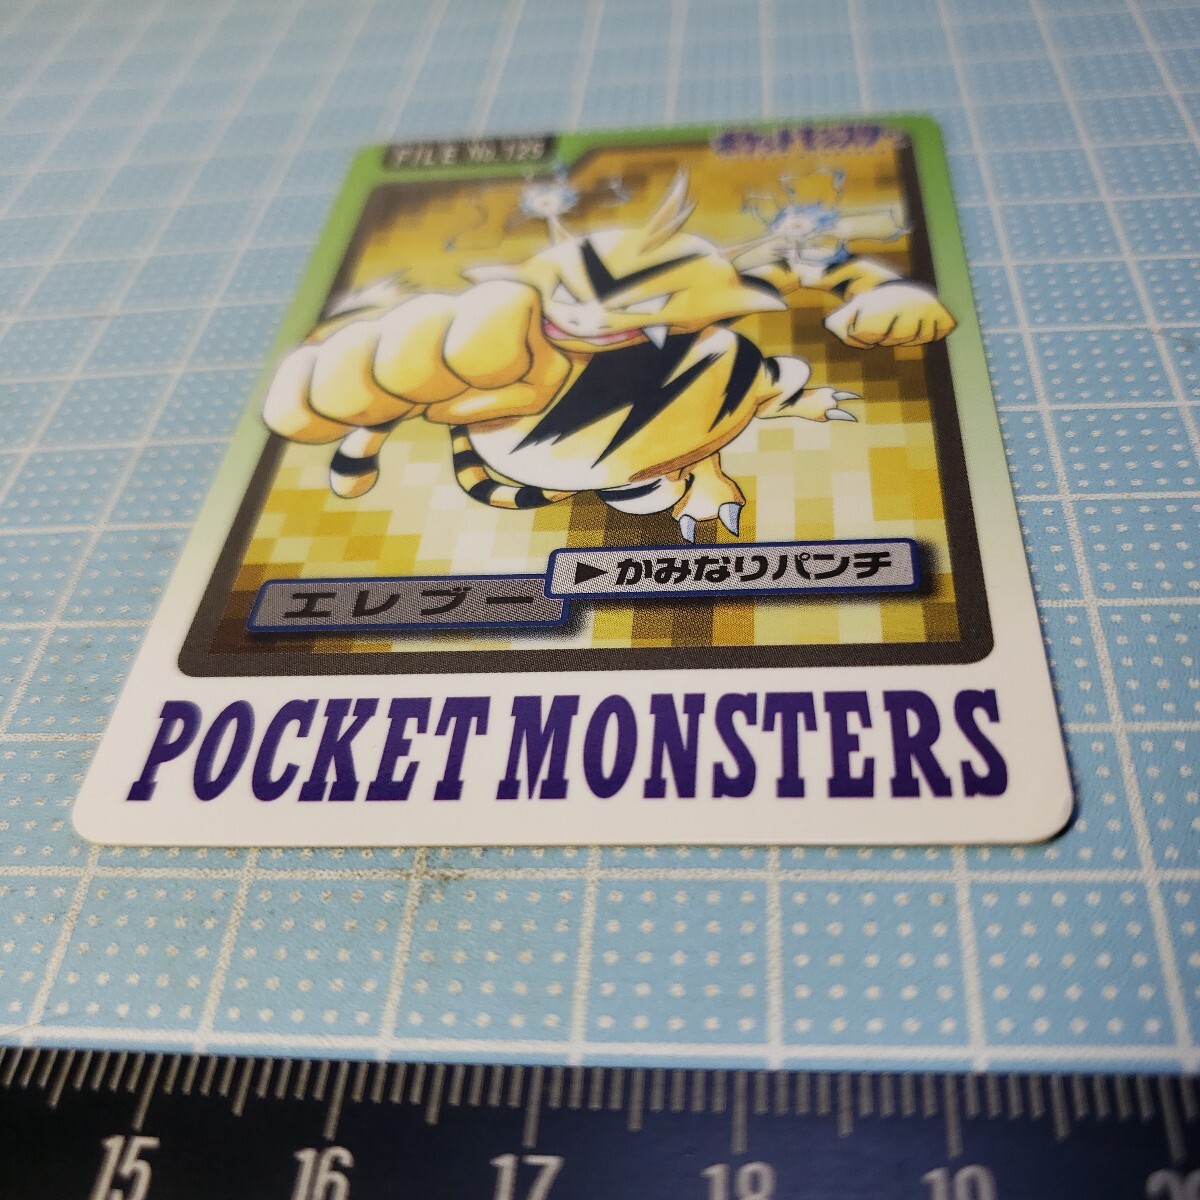 FILE No.125
ポケットモンスター
エレブー
▶かみなりパンチ
POCKET MONSTERS
15 16 17 18 19